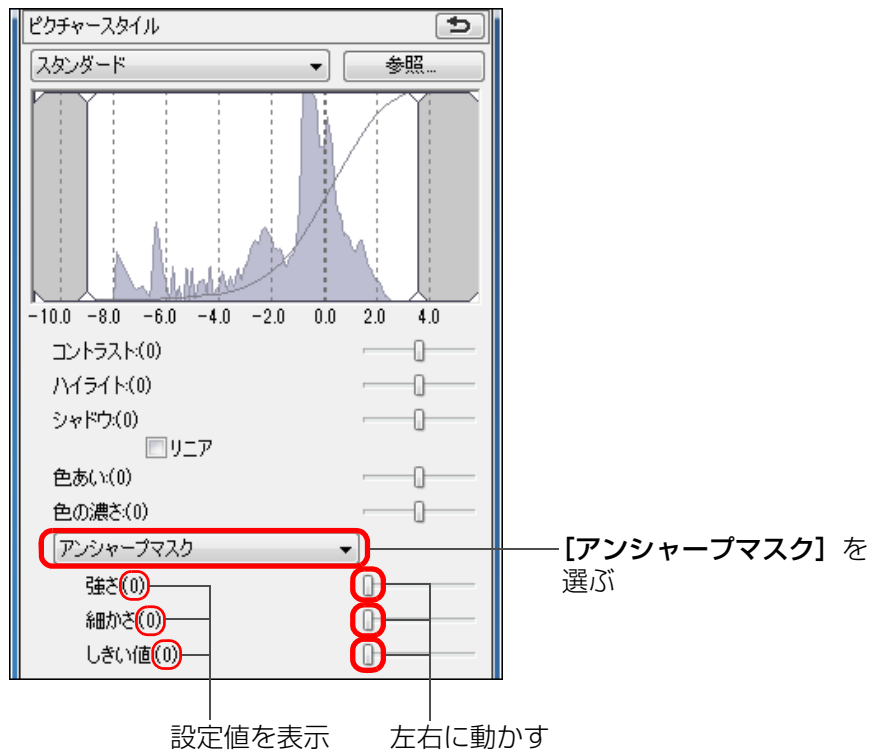 ピクチャースタイル
スタンダード
参照...
-10.0 -8.0 -6.0 -4.0 -2.0 0.0 2.0 4.0
コントラスト:(0)
ハイライト:(0)
シャドウ:(0)
リニア
色あい:(0)
色の濃さ:(0)
アンシャープマスク
[アンシャープマスク] を
選ぶ
強さ(0)
細かさ(0)
しきい値(0)
設定値を表示
左右に動かす